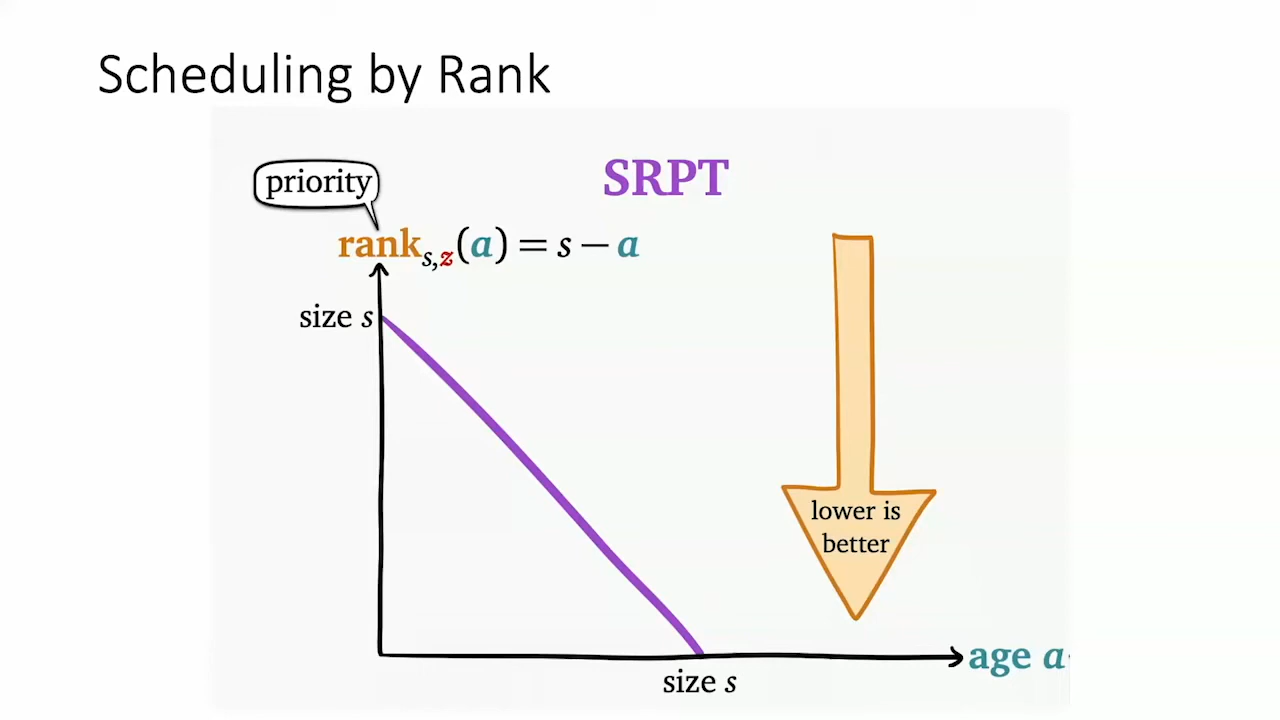 Scheduling by Rank
priority
SRPT
rank_{s,z}(a) = s − a
size s
lower is
better
age a
size s